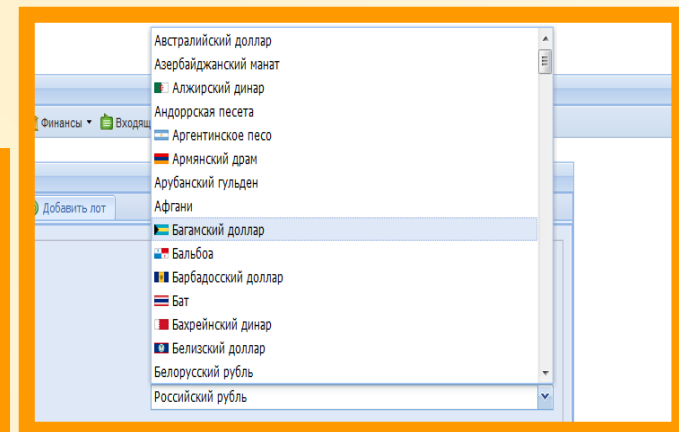 Австралийский доллар
Азербайджанский манат
Алжирский динар
Андоррская песета
Финансы
Аргентинское песо
Армянский драм
Арубанский гульден
Добавить лот
Афгани
Багамский доллар
Бальбоа
Барбадосский доллар
Бат
Бахрейнский динар
Белизский доллар
Белорусский рубль
Российский рубль